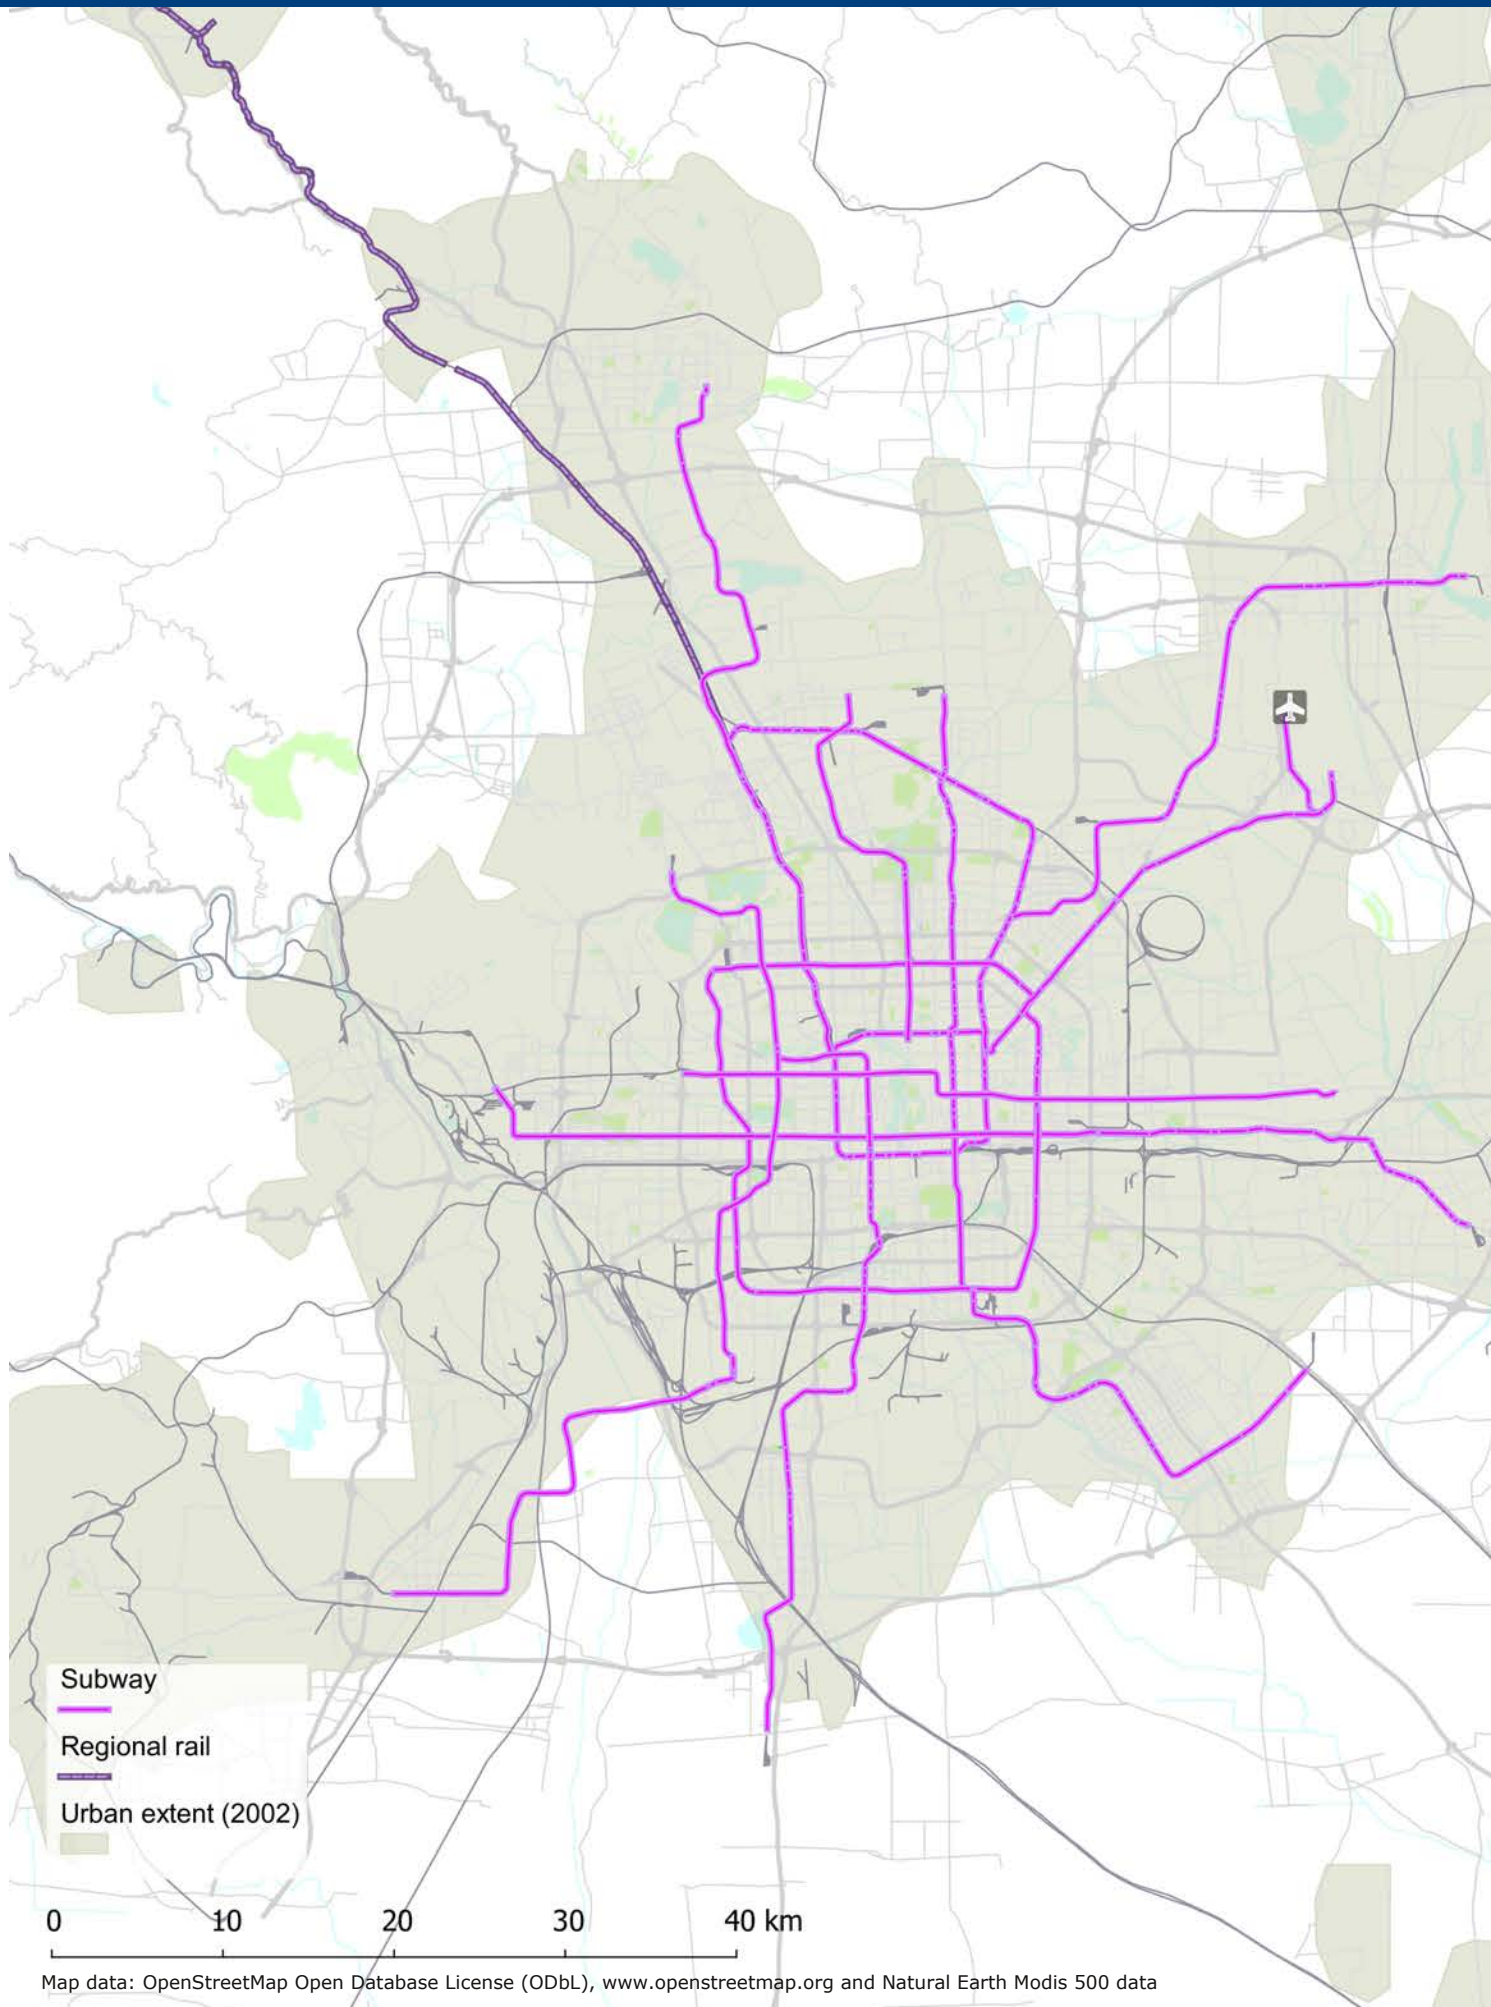 Subway
Regional rail
Urban extent (2002)
0 10 20 30 40 km
Map data: OpenStreetMap Open Database License (ODbL), www.openstreetmap.org and Natural Earth Modis 500 data